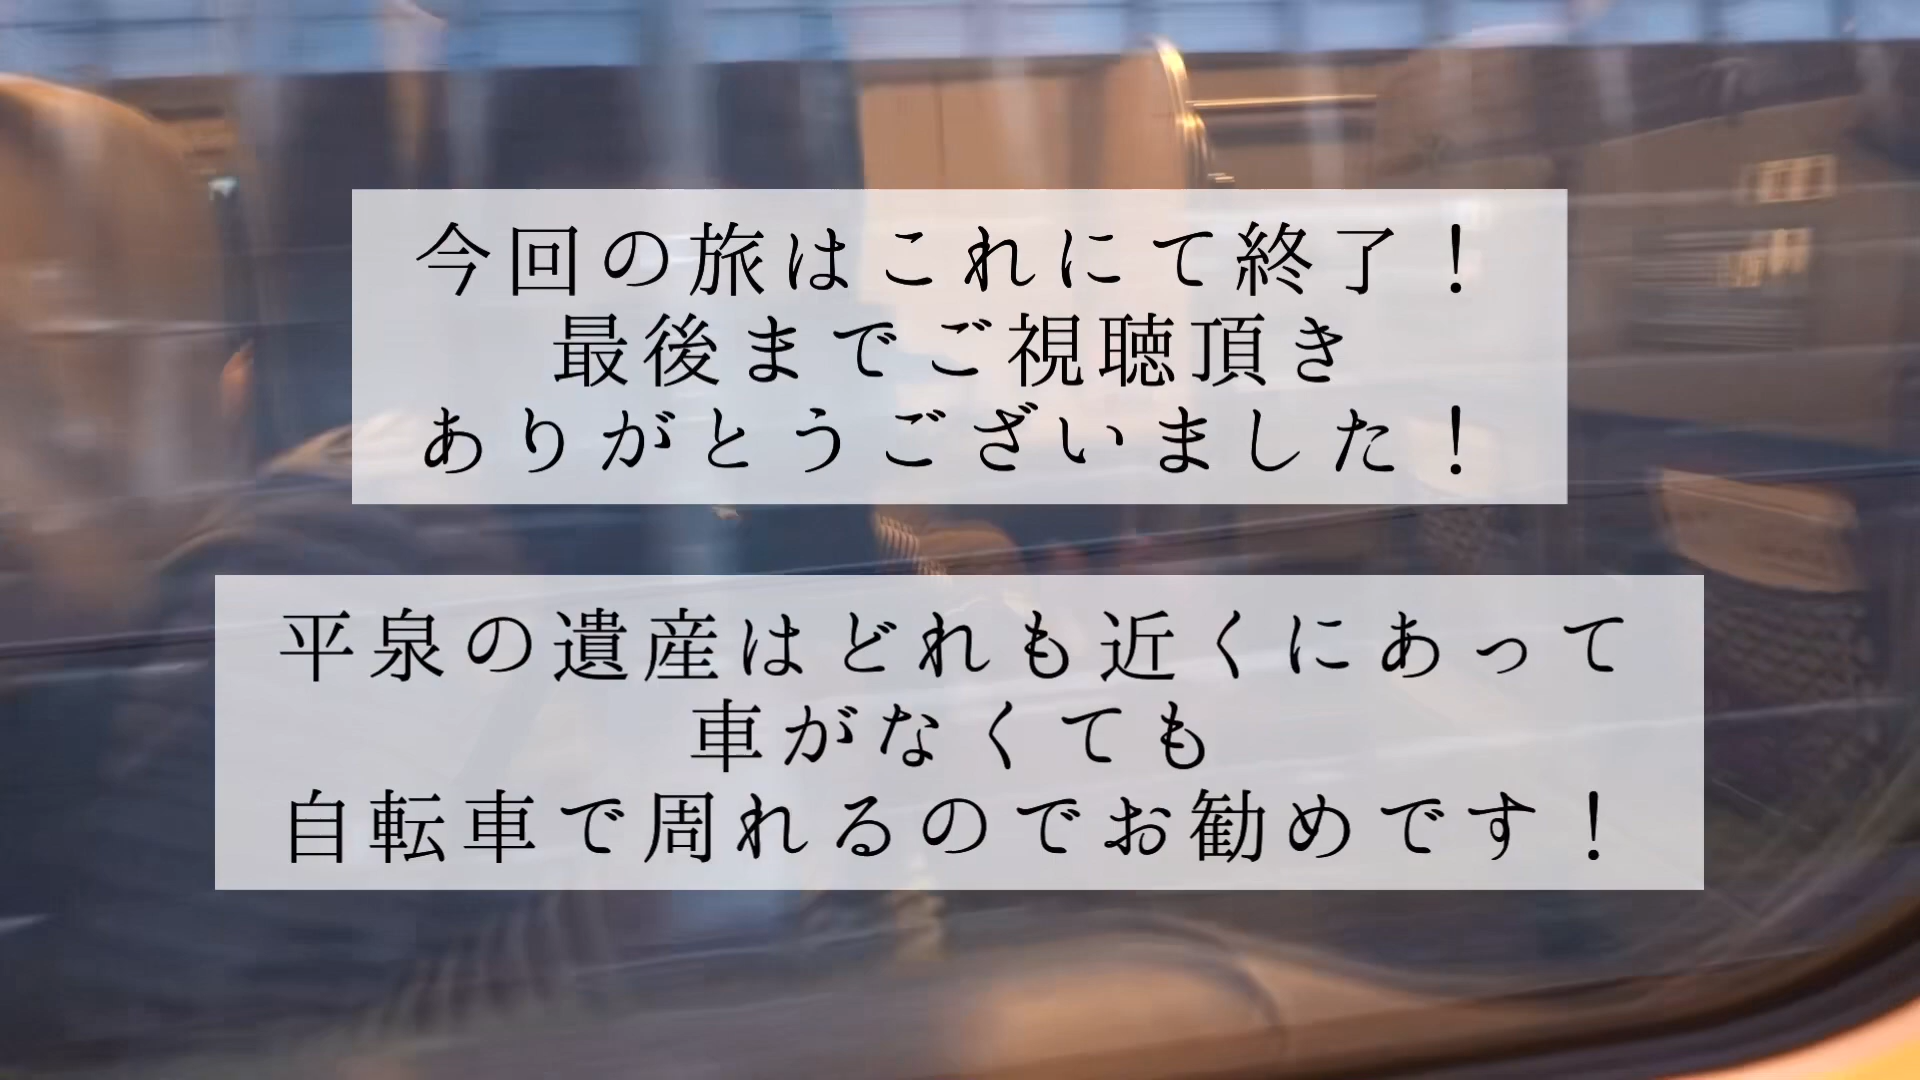 今回の旅はこれにて終了！
最後までご視聴頂き
ありがとうございました！
平泉の遺産はどれも近くにあって
車がなくても
自転車で周れるのでお勧めです！